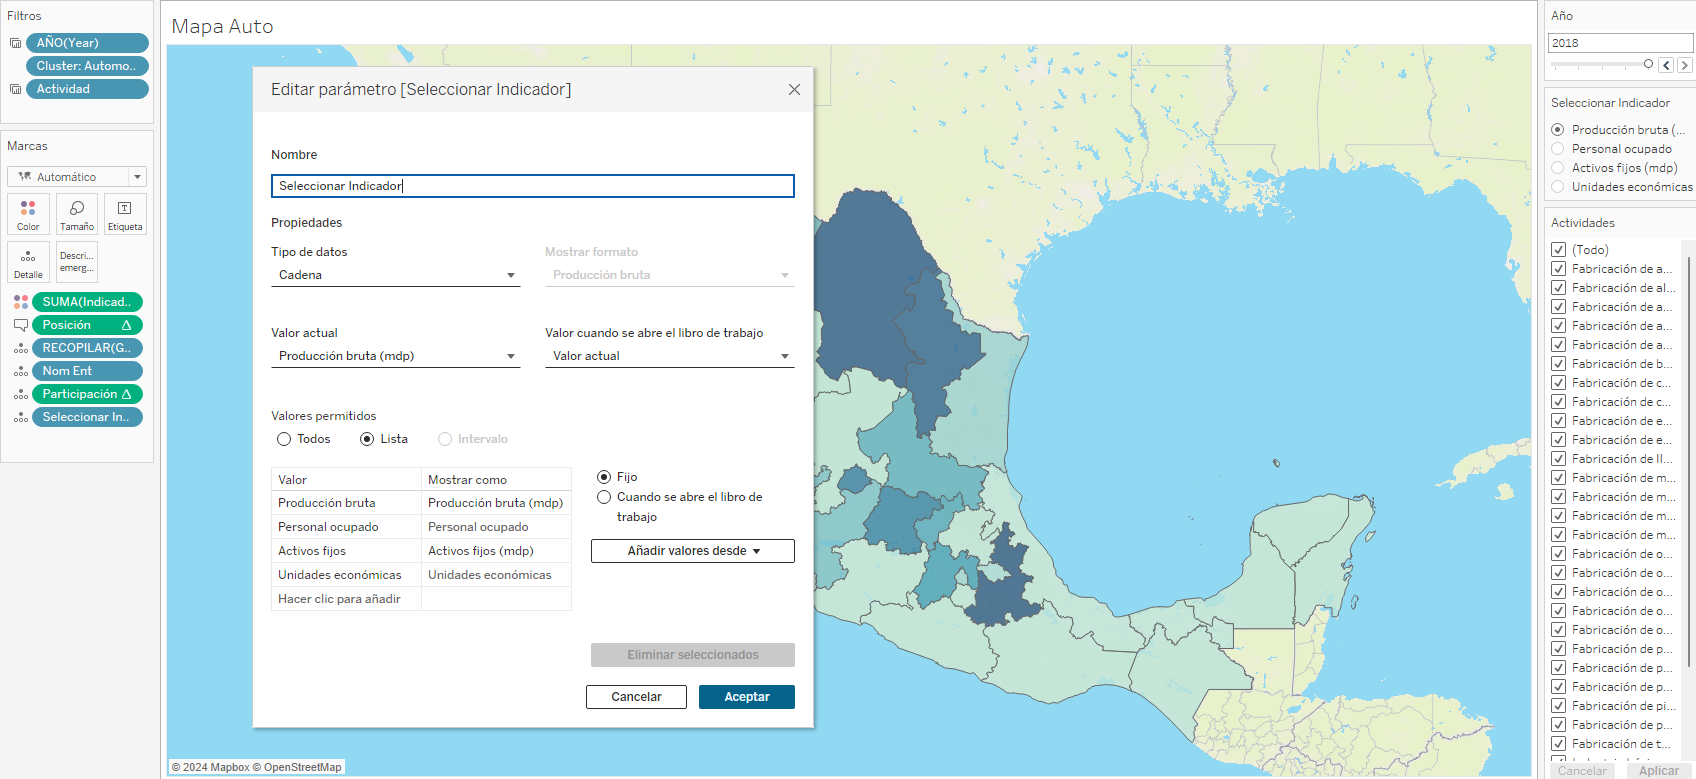 Filtros
AÑO(Year)
Cluster: Automo..
Actividad
Marcas
Automático
Color
Tamaño
Etiqueta
Detalle
Descri...
emerg...
SUMA(Indicad..
Posición
RECOPILAR(G..
Nom Ent
Participación
Seleccionar In..
Mapa Auto
Editar parámetro [Seleccionar Indicador]
Nombre
Seleccionar Indicador
Propiedades
Tipo de datos
Mostrar formato
Cadena
Producción bruta
Valor actual
Valor cuando se abre el libro de trabajo
Producción bruta (mdp)
Valor actual
Valores permitidos
Todos
Lista
Intervalo
Valor
Mostrar como
Producción bruta
Producción bruta (mdp)
Personal ocupado
Personal ocupado
Activos fijos
Activos fijos (mdp)
Unidades económicas
Unidades económicas
Hacer clic para añadir
Fijo
Cuando se abre el libro de
trabajo
Añadir valores desde
Eliminar seleccionados
Cancelar
Aceptar
© 2024 Mapbox © OpenStreetMap
Año
2018
Seleccionar Indicador
Producción bruta (...
Personal ocupado
Activos fijos (mdp)
Unidades económicas
Actividades
(Todo)
Fabricación de a...
Fabricación de al...
Fabricación de a...
Fabricación de a...
Fabricación de a...
Fabricación de b...
Fabricación de c...
Fabricación de c...
Fabricación de e...
Fabricación de e...
Fabricación de ll...
Fabricación de m...
Fabricación de m...
Fabricación de m...
Fabricación de m...
Fabricación de o...
Fabricación de o...
Fabricación de o...
Fabricación de o...
Fabricación de o...
Fabricación de p...
Fabricación de p...
Fabricación de p...
Fabricación de pi...
Fabricación de p...
Fabricación de t...
Cancelar
Aplicar